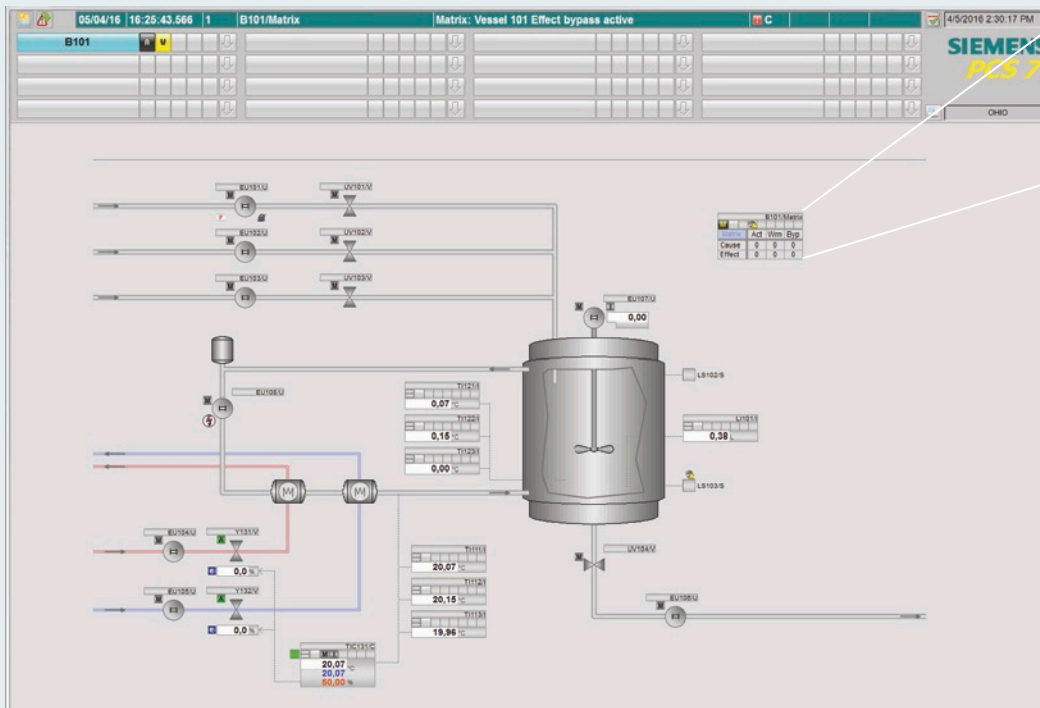 05/04/16 16:25:43.566 1 B101/Matrix Matrix: Vessel 101 Effect bypass active C 4/5/2016 2:30:17 PM
B101
SIEMENS
PCS 7
OHIO
EU101/U UV101/V
B101/Matrix
Matrix Act Wrn Byp
Cause 0 0 0
Effect 0 0 0
EU102/U UV102/V
EU103/U UV103/V
EU107/U
0,00
TI121/I
0,07 °C
LS102/S
TI122/I
0,15 °C
LI101/I
0,38 L
TI123/I
0,00 °C
LS103/S
EU104/U Y131/V
0,0 %
TI111/I
20,07 °C
UV104/V
TI112/I
20,15 °C
EU105/U Y132/V
0,0 %
TI113/I
19,96 °C
TIC131/C
20,07 °C
20,07
50,00 %